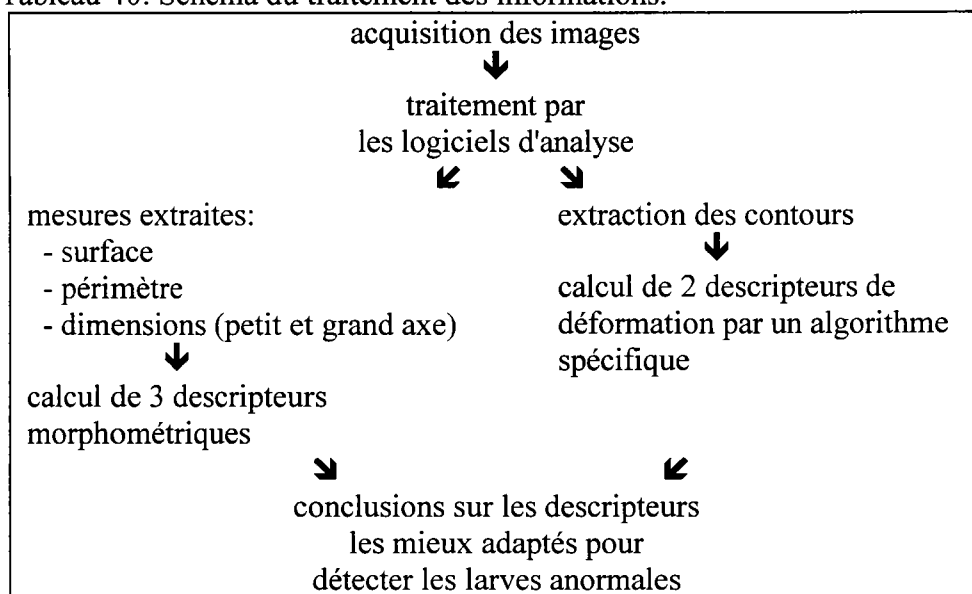 Tableau 40: Schéma du traitement des informations.
acquisition des images
traitement par
les logiciels d'analyse
mesures extraites:
- surface
- périmètre
- dimensions (petit et grand axe)
calcul de 3 descripteurs
morphométriques
extraction des contours
calcul de 2 descripteurs de
déformation par un algorithme
spécifique
conclusions sur les descripteurs
les mieux adaptés pour
détecter les larves anormales